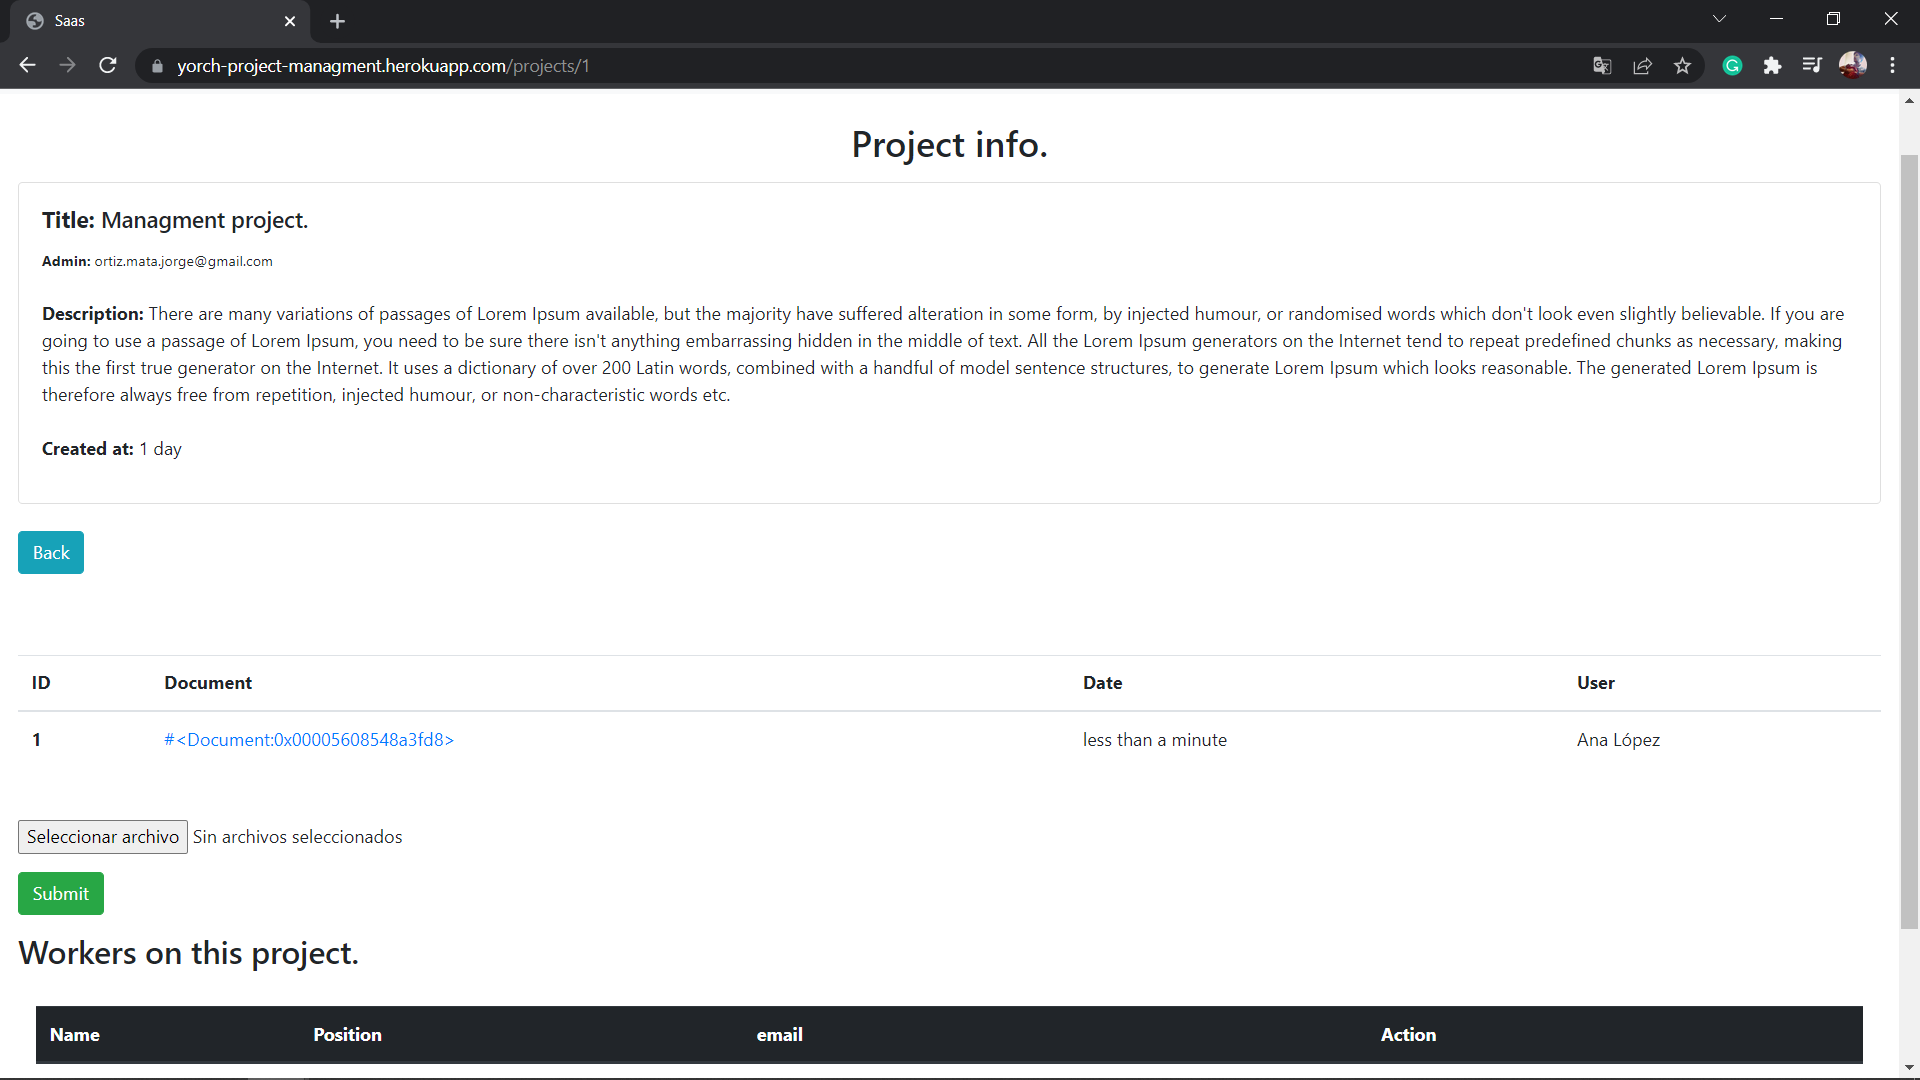 Saas
yorch-project-managment.herokuapp.com/projects/1
Project info.
Title: Managment project.
Admin: ortiz.mata.jorge@gmail.com
Description: There are many variations of passages of Lorem Ipsum available, but the majority have suffered alteration in some form, by injected humour, or randomised words which don't look even slightly believable. If you are
going to use a passage of Lorem Ipsum, you need to be sure there isn't anything embarrassing hidden in the middle of text. All the Lorem Ipsum generators on the Internet tend to repeat predefined chunks as necessary, making
this the first true generator on the Internet. It uses a dictionary of over 200 Latin words, combined with a handful of model sentence structures, to generate Lorem Ipsum which looks reasonable. The generated Lorem Ipsum is
therefore always free from repetition, injected humour, or non-characteristic words etc.
Created at: 1 day
Back
ID Document Date User
1 #<Document:0x00005608548a3fd8> less than a minute Ana López
Seleccionar archivo Sin archivos seleccionados
Submit
Workers on this project.
Name Position email Action